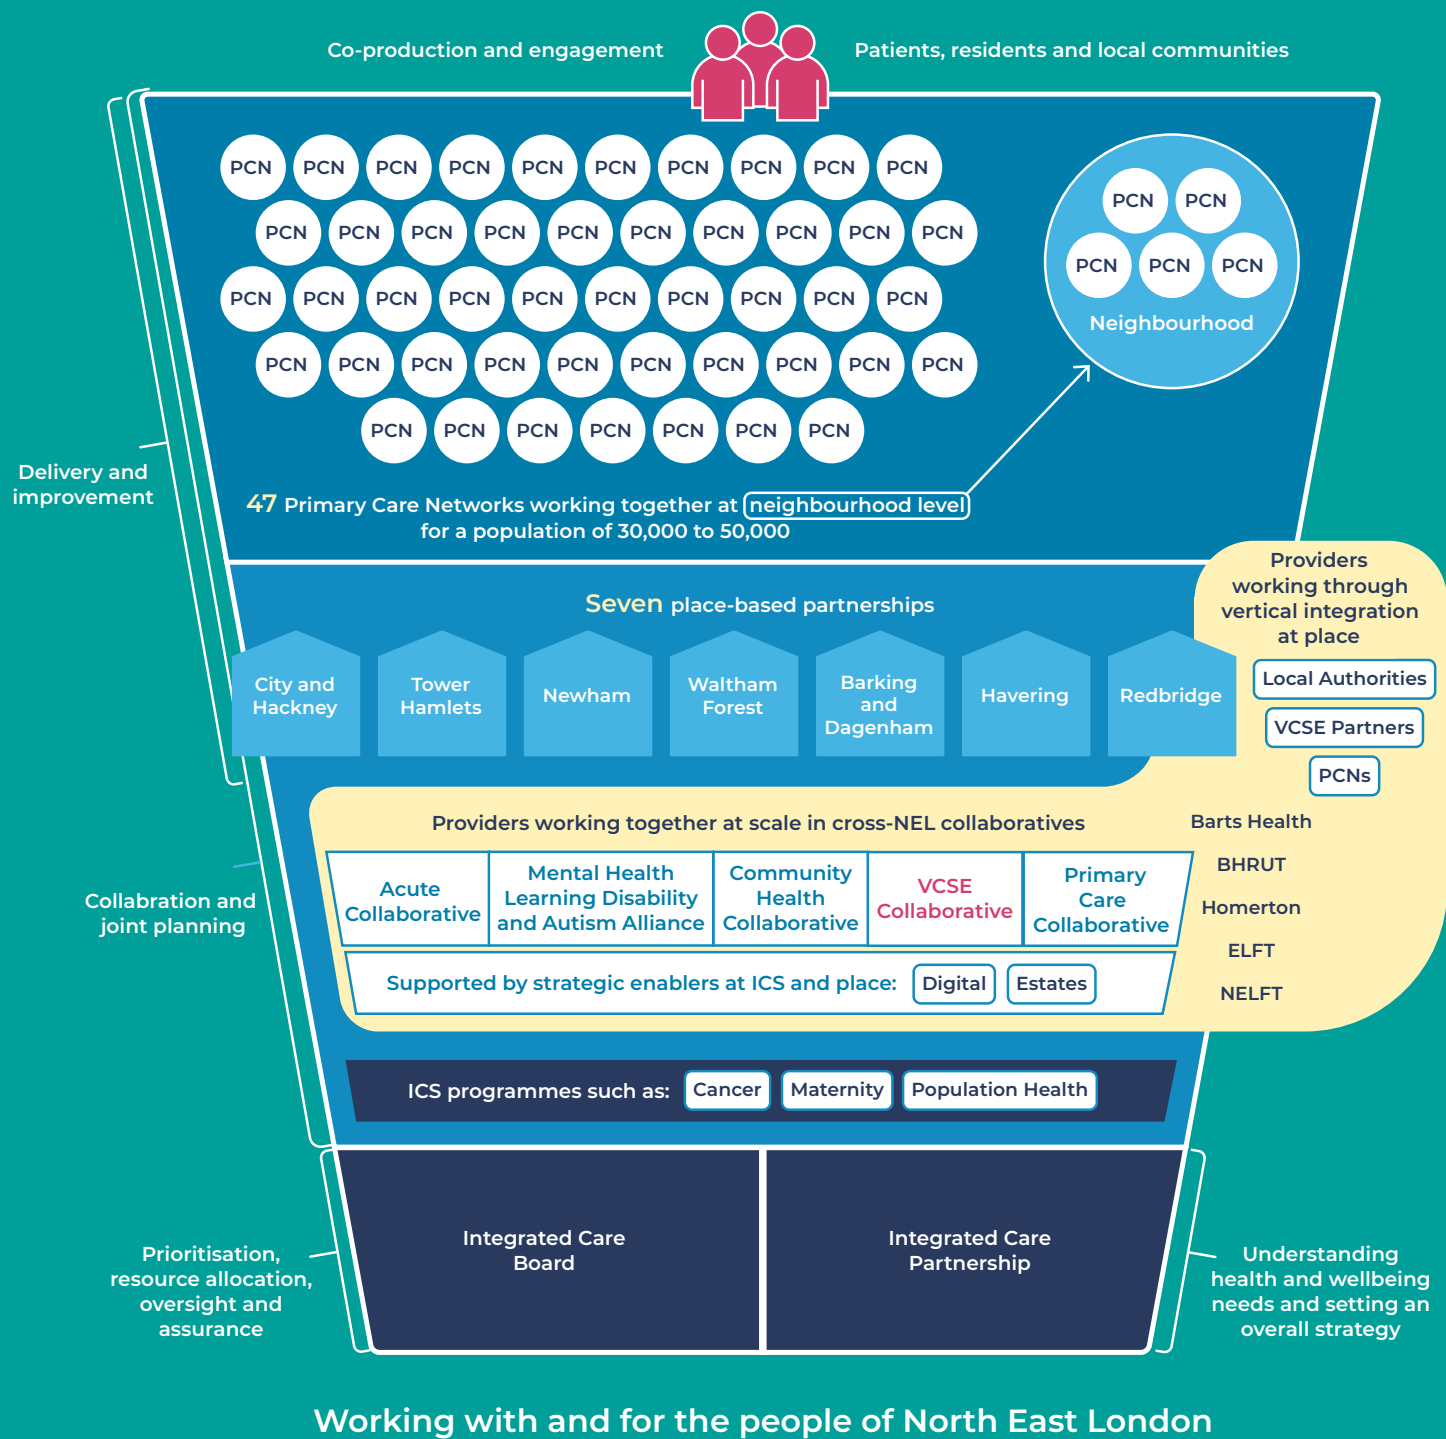 Co-production and engagement
Patients, residents and local communities
PCN PCN PCN PCN PCN PCN PCN PCN PCN PCN
PCN PCN PCN PCN PCN PCN PCN PCN PCN PCN
PCN PCN PCN PCN PCN PCN PCN PCN PCN PCN
PCN PCN PCN PCN PCN PCN PCN PCN PCN PCN
PCN PCN PCN PCN PCN PCN PCN
PCN PCN
PCN PCN PCN
Neighbourhood
47 Primary Care Networks working together at neighbourhood level
for a population of 30,000 to 50,000
Delivery and
improvement
Seven place-based partnerships
City and
Hackney
Tower
Hamlets
Newham
Waltham
Forest
Barking
and
Dagenham
Havering
Redbridge
Providers
working through
vertical integration
at place
Local Authorities
VCSE Partners
PCNs
Barts Health
BHRUT
Homerton
ELFT
NELFT
Providers working together at scale in cross-NEL collaboratives
Acute
Collaborative
Mental Health
Learning Disability
and Autism Alliance
Community
Health
Collaborative
VCSE
Collaborative
Primary
Care
Collaborative
Supported by strategic enablers at ICS and place: Digital Estates
Collabration and
joint planning
ICS programmes such as: Cancer Maternity Population Health
Integrated Care
Board
Integrated Care
Partnership
Prioritisation,
resource allocation,
oversight and
assurance
Understanding
health and wellbeing
needs and setting an
overall strategy
Working with and for the people of North East London